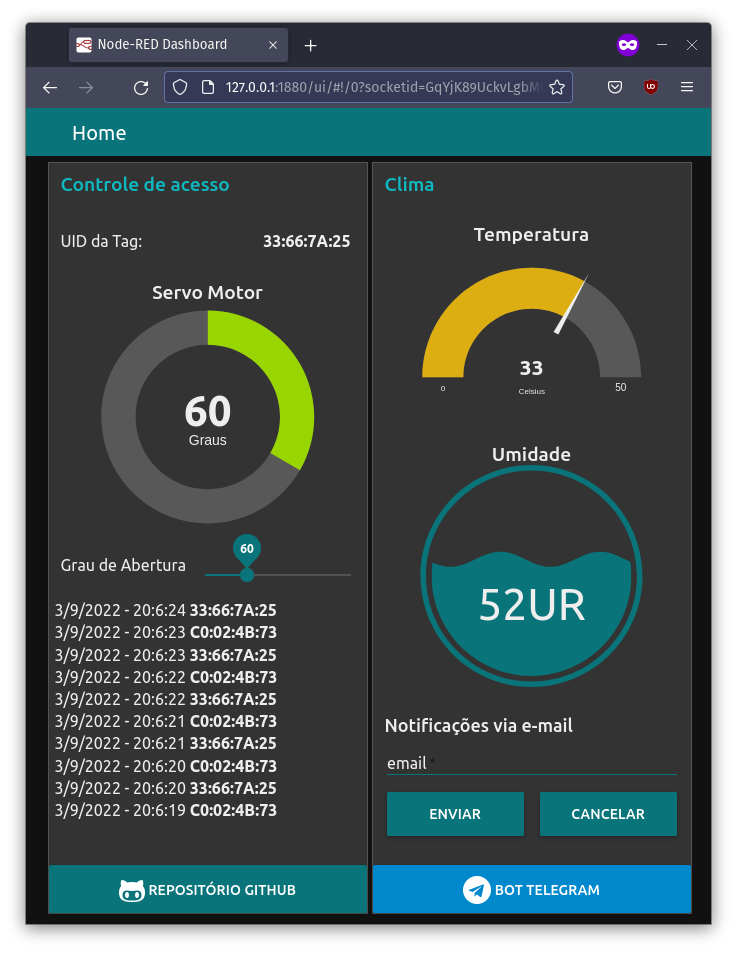 Node-RED Dashboard
127.0.0.1:1880/ui/#!/0?socketid=GqYjK89UckvLgbM
Home
Controle de acesso
UID da Tag: 33:66:7A:25
Servo Motor
60
Graus
Grau de Abertura
60
3/9/2022 - 20:6:24 33:66:7A:25
3/9/2022 - 20:6:23 C0:02:4B:73
3/9/2022 - 20:6:23 33:66:7A:25
3/9/2022 - 20:6:22 C0:02:4B:73
3/9/2022 - 20:6:22 33:66:7A:25
3/9/2022 - 20:6:21 C0:02:4B:73
3/9/2022 - 20:6:21 33:66:7A:25
3/9/2022 - 20:6:20 C0:02:4B:73
3/9/2022 - 20:6:20 33:66:7A:25
3/9/2022 - 20:6:19 C0:02:4B:73
REPOSITÓRIO GITHUB
Clima
Temperatura
33
Celsius
0
50
Umidade
52UR
Notificações via e-mail
email *
ENVIAR
CANCELAR
BOT TELEGRAM